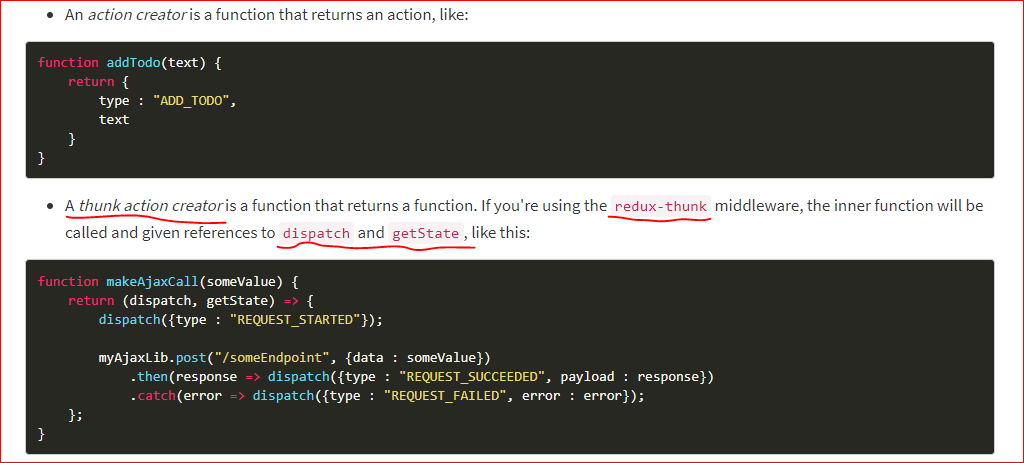 • An action creator is a function that returns an action, like:
function addTodo(text) {
    return {
        type : "ADD_TODO",
        text
    }
}
• A thunk action creator is a function that returns a function. If you're using the redux-thunk middleware, the inner function will be
called and given references to dispatch and getState, like this:
function makeAjaxCall(someValue) {
    return (dispatch, getState) => {
        dispatch({type : "REQUEST_STARTED"});
        myAjaxLib.post("/someEndpoint", {data : someValue})
            .then(response => dispatch({type : "REQUEST_SUCCEEDED", payload : response})
            .catch(error => dispatch({type : "REQUEST_FAILED", error : error});
    };
}